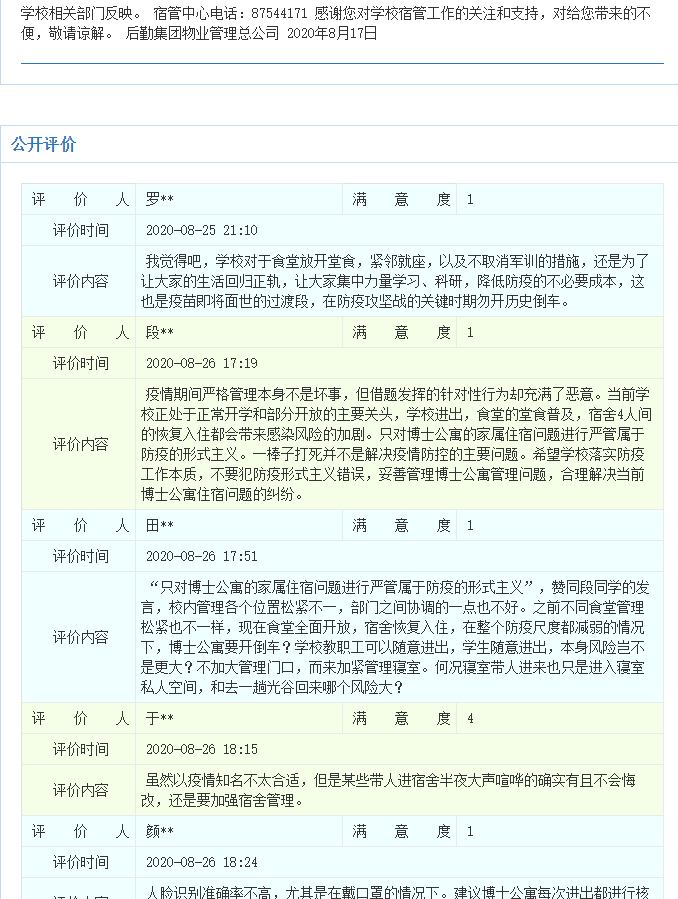 学校相关部门反映。 宿管中心电话：87544171 感谢您对学校宿管工作的关注和支持，对给您带来的不
便，敬请谅解。 后勤集团物业管理总公司 2020年8月17日
公开评价
评 价 人 罗** 满 意 度 1
评价时间 2020-08-25 21:10
我觉得吧，学校对于食堂放开堂食，紧邻就座，以及不取消军训的措施，还是为了
评价内容 让大家的生活回归正轨，让大家集中力量学习、科研，降低防疫的不必要成本，这
也是疫苗即将面世的过渡段，在防疫攻坚战的关键时期勿开历史倒车。
评 价 人 段** 满 意 度 1
评价时间 2020-08-26 17:19
疫情期间严格管理本身不是坏事，但借题发挥的针对性行为却充满了恶意。当前学
校正处于正常开学和部分开放的主要关头，学校进出，食堂的堂食普及，宿舍4人间
的恢复入住都会带来感染风险的加剧。只对博士公寓的家属住宿问题进行严管属于
评价内容 防疫的形式主义。一棒子打死并不是解决疫情防控的主要问题。希望学校落实防疫
工作本质，不要犯防疫形式主义错误，妥善管理博士公寓管理问题，合理解决当前
博士公寓住宿问题的纠纷。
评 价 人 田** 满 意 度 1
评价时间 2020-08-26 17:51
“只对博士公寓的家属住宿问题进行严管属于防疫的形式主义”，赞同段同学的发
言，校内管理各个位置松紧不一，部门之间协调的一点也不好。之前不同食堂管理
松紧也不一样，现在食堂全面开放，宿舍恢复入住，在整个防疫尺度都减弱的情况
评价内容 下，博士公寓要开倒车？学校教职工可以随意进出，学生随意进出，本身风险岂不
是更大？不加大管理门口，而来加紧管理寝室。何况寝室带人进来也只是进入寝室
私人空间，和去一趟光谷回来哪个风险大？
评 价 人 于** 满 意 度 4
评价时间 2020-08-26 18:15
虽然以疫情知名不太合适，但是某些带人进宿舍半夜大声喧哗的确实有且不会悔
评价内容 改，还是要加强宿舍管理。
评 价 人 颜** 满 意 度 1
评价时间 2020-08-26 18:24
人脸识别准确率不高，尤其是在戴口罩的情况下。建议博士公寓每次进出都进行核